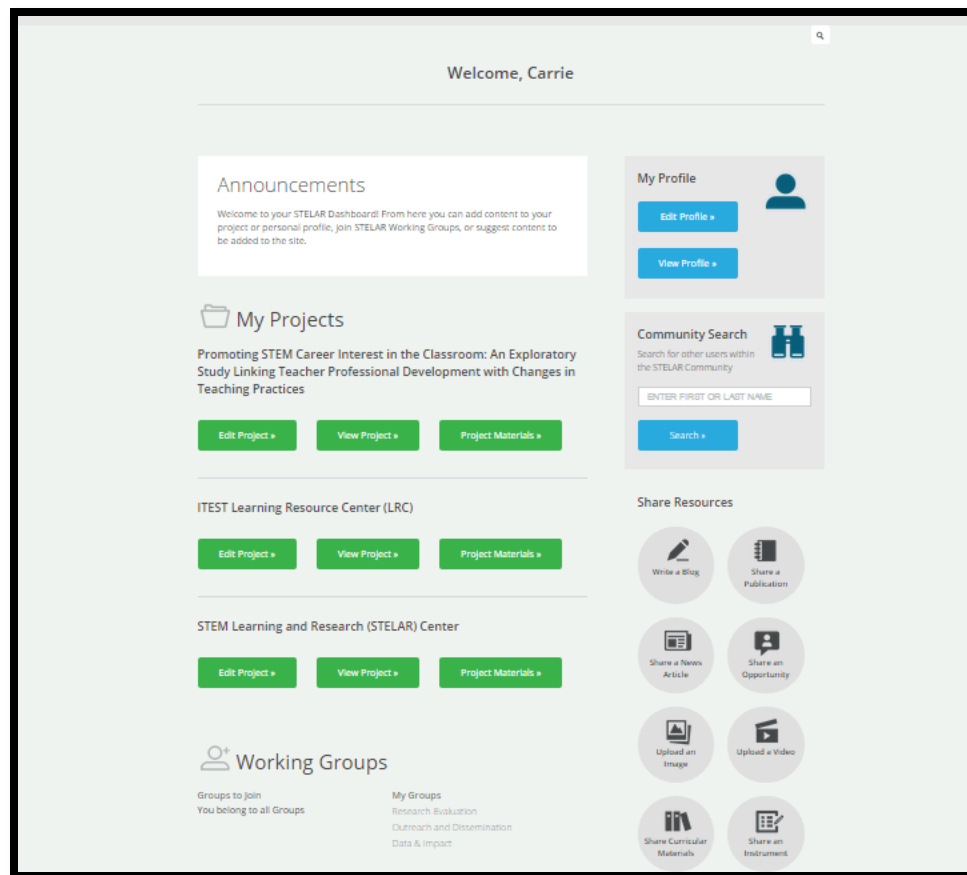 Welcome, Carrie
Announcements
Welcome to your STELAR Dashboard! From here you can add content to your
project or personal profile, join STELAR Working Groups, or suggest content to
be added to the site.
My Projects
Promoting STEM Career Interest in the Classroom: An Exploratory
Study Linking Teacher Professional Development with Changes in
Teaching Practices
Edit Project »
View Project »
Project Materials »
ITEST Learning Resource Center (LRC)
Edit Project »
View Project »
Project Materials »
STEM Learning and Research (STELAR) Center
Edit Project »
View Project »
Project Materials »
Working Groups
Groups to Join
You belong to all Groups
My Groups
Research Evaluation
Outreach and Dissemination
Data & Impact
My Profile
Edit Profile »
View Profile »
Community Search
Search for other users within
the STELAR Community
ENTER FIRST OR LAST NAME
Search »
Share Resources
Write a Blog
Share a
Publication
Share a News
Article
Share an
Opportunity
Upload an
Image
Upload a Video
Share Curricular
Materials
Share an
Instrument